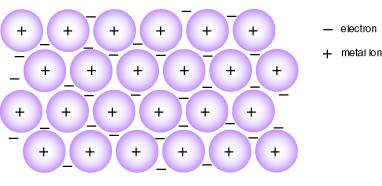 − electron
+ metal ion